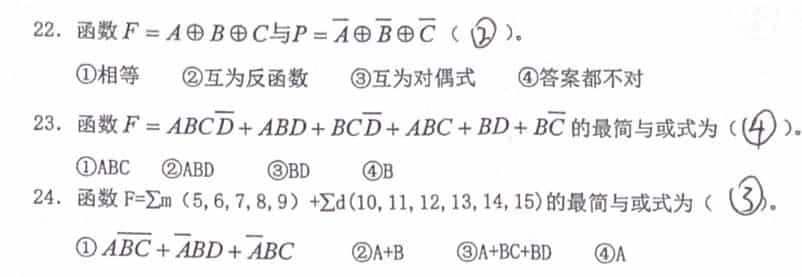 22. 函数 F = A⊕B⊕C与P = A̅⊕B̅⊕C̅ ( ② )。
①相等 ②互为反函数 ③互为对偶式 ④答案都不对
23. 函数 F = ABCD̅ + ABD + BCD̅ + ABC + BD + BC̅ 的最简与或式为 ( ④ )。
①ABC ②ABD ③BD ④B
24. 函数 F=∑m (5,6,7,8,9) +∑d(10,11,12,13,14,15)的最简与或式为 ( ③ )。
① AB̅C̅ + A̅BD + A̅BC ②A+B ③A+BC+BD ④A